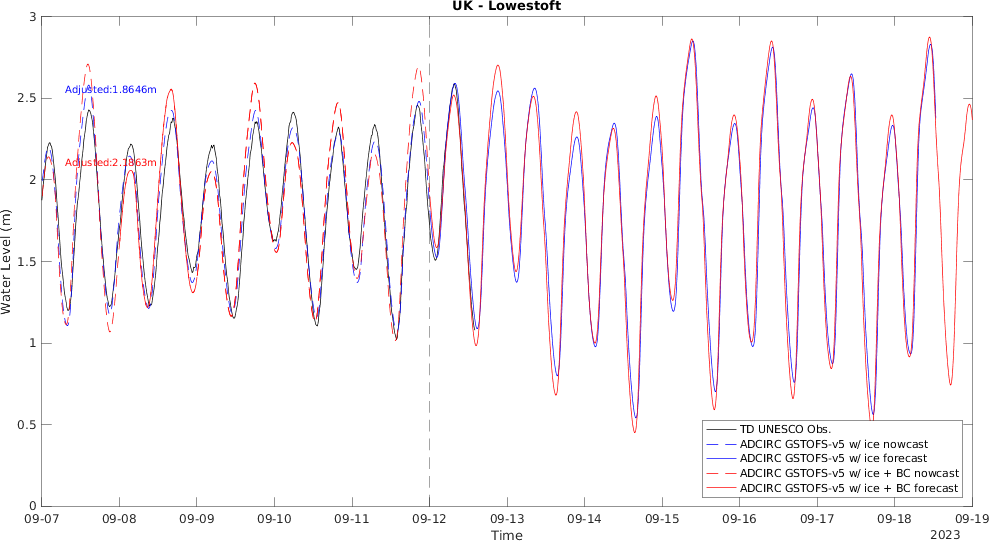 UK - Lowestoft
3
2.5
2
1.5
1
0.5
0
Water Level (m)
Adjusted:1.8646m
Adjusted:2.1863m
TD UNESCO Obs.
ADCIRC GSTOFS-v5 w/ ice nowcast
ADCIRC GSTOFS-v5 w/ ice forecast
ADCIRC GSTOFS-v5 w/ ice + BC nowcast
ADCIRC GSTOFS-v5 w/ ice + BC forecast
09-07 09-08 09-09 09-10 09-11 09-12 09-13 09-14 09-15 09-16 09-17 09-18 09-19
Time
2023